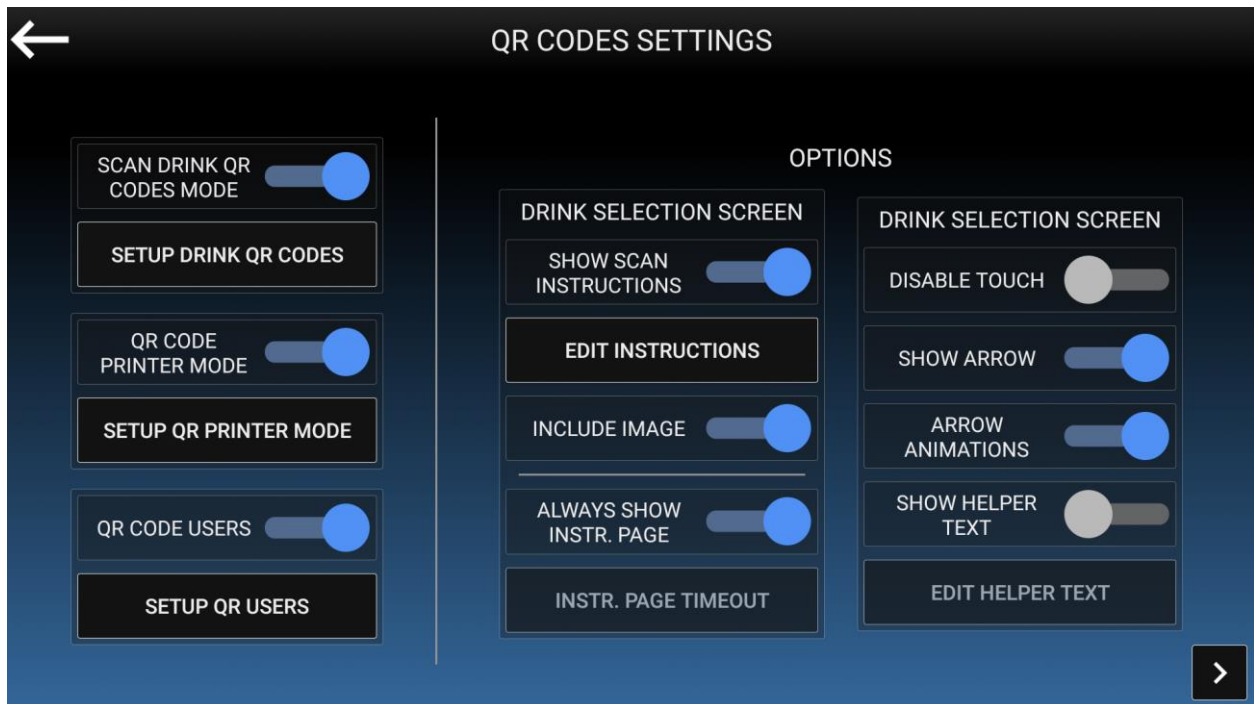 QR CODES SETTINGS
SCAN DRINK QR
CODES MODE
SETUP DRINK QR CODES
QR CODE
PRINTER MODE
SETUP QR PRINTER MODE
QR CODE USERS
SETUP QR USERS
OPTIONS
DRINK SELECTION SCREEN
SHOW SCAN
INSTRUCTIONS
EDIT INSTRUCTIONS
INCLUDE IMAGE
ALWAYS SHOW
INSTR. PAGE
INSTR. PAGE TIMEOUT
DRINK SELECTION SCREEN
DISABLE TOUCH
SHOW ARROW
ARROW
ANIMATIONS
SHOW HELPER
TEXT
EDIT HELPER TEXT